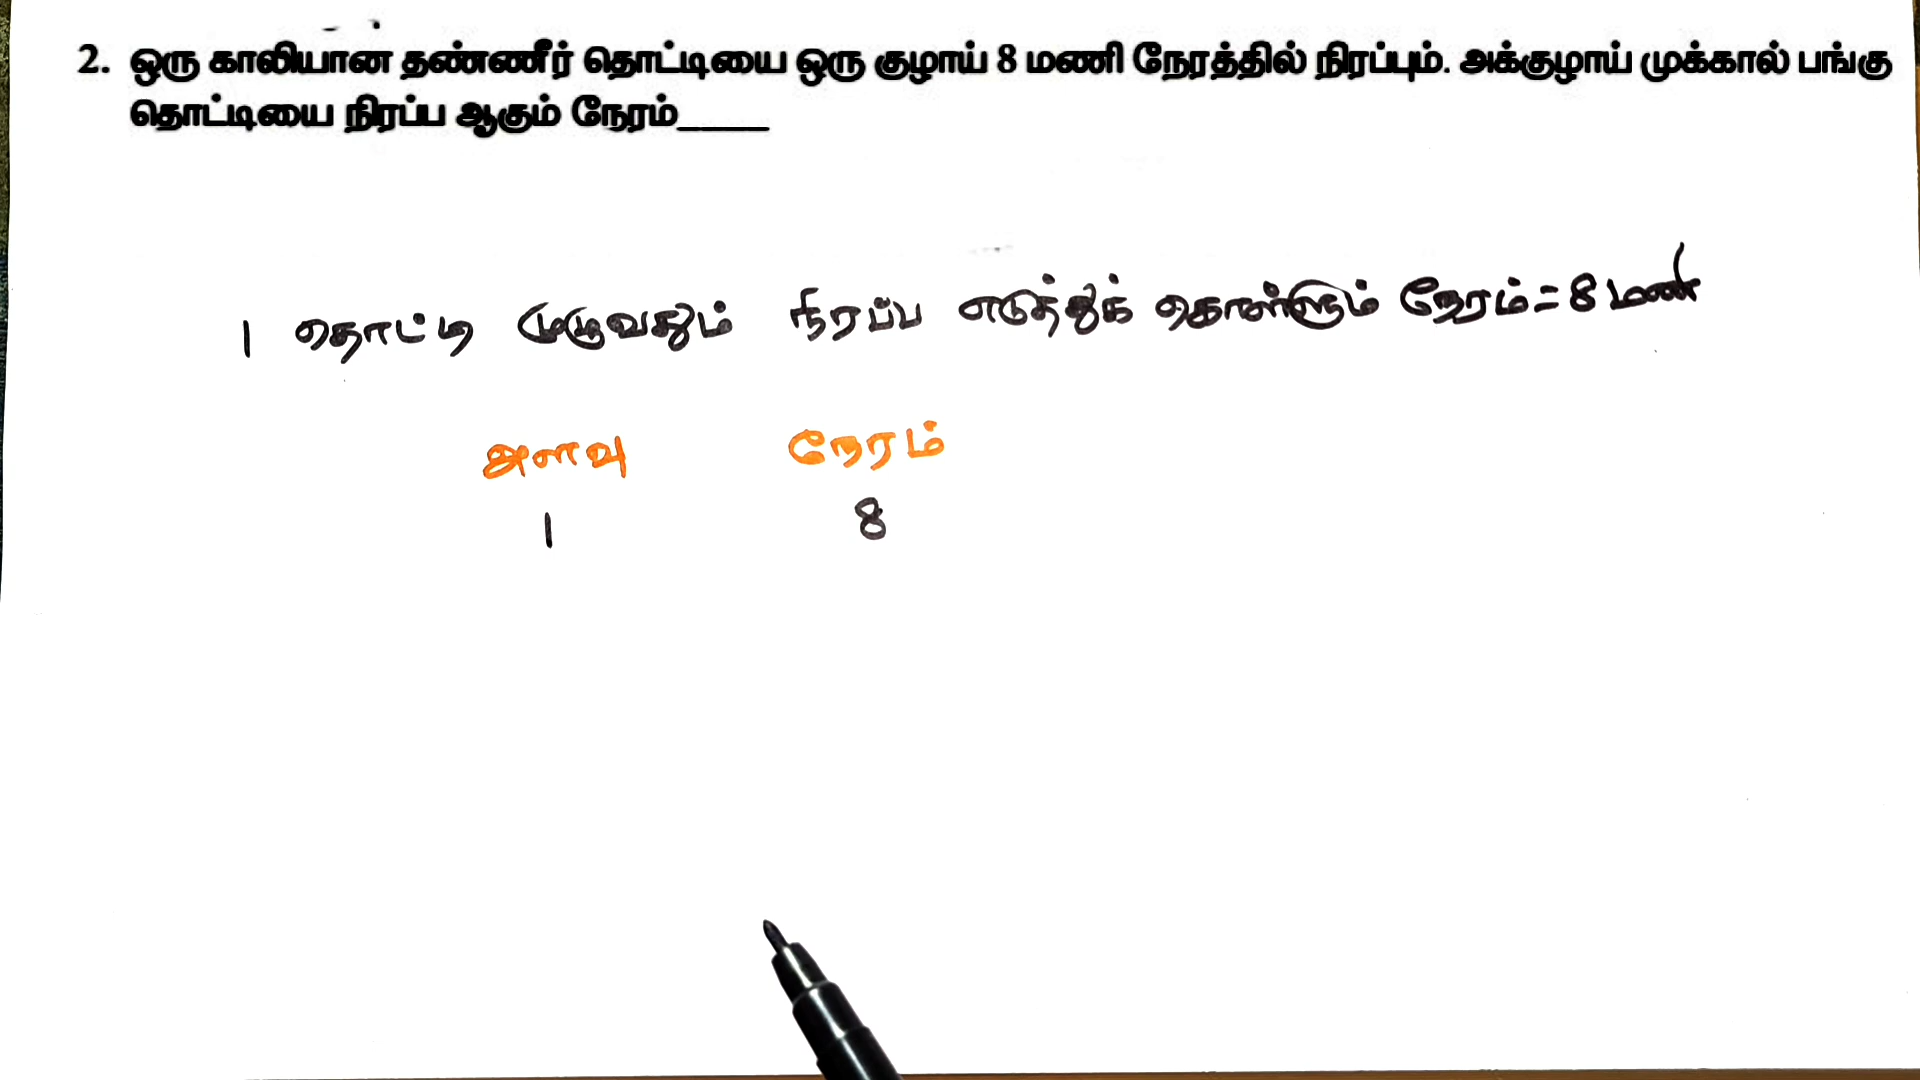 2. ஒரு காலியான தண்ணீர் தொட்டியை ஒரு குழாய் 8 மணி நேரத்தில் நிரப்பும். அக்குழாய் முக்கால் பங்கு
தொட்டியை நிரப்ப ஆகும் நேரம்_____
1 தொட்டி முழுவதும் நிரப்ப எடுத்துக் கொள்ளும் நேரம் = 8 மணி
அளவு நேரம்
1 8